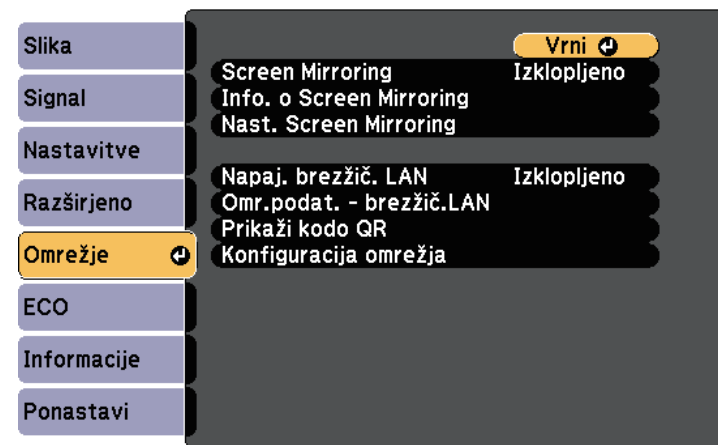 Slika
Signal
Nastavitve
Razširjeno
Omrežje
ECO
Informacije
Ponastavi
Vrni
Screen Mirroring Izklopljeno
Info. o Screen Mirroring
Nast. Screen Mirroring
Napaj. brezžič. LAN Izklopljeno
Omr.podat. - brezžič.LAN
Prikaži kodo QR
Konfiguracija omrežja